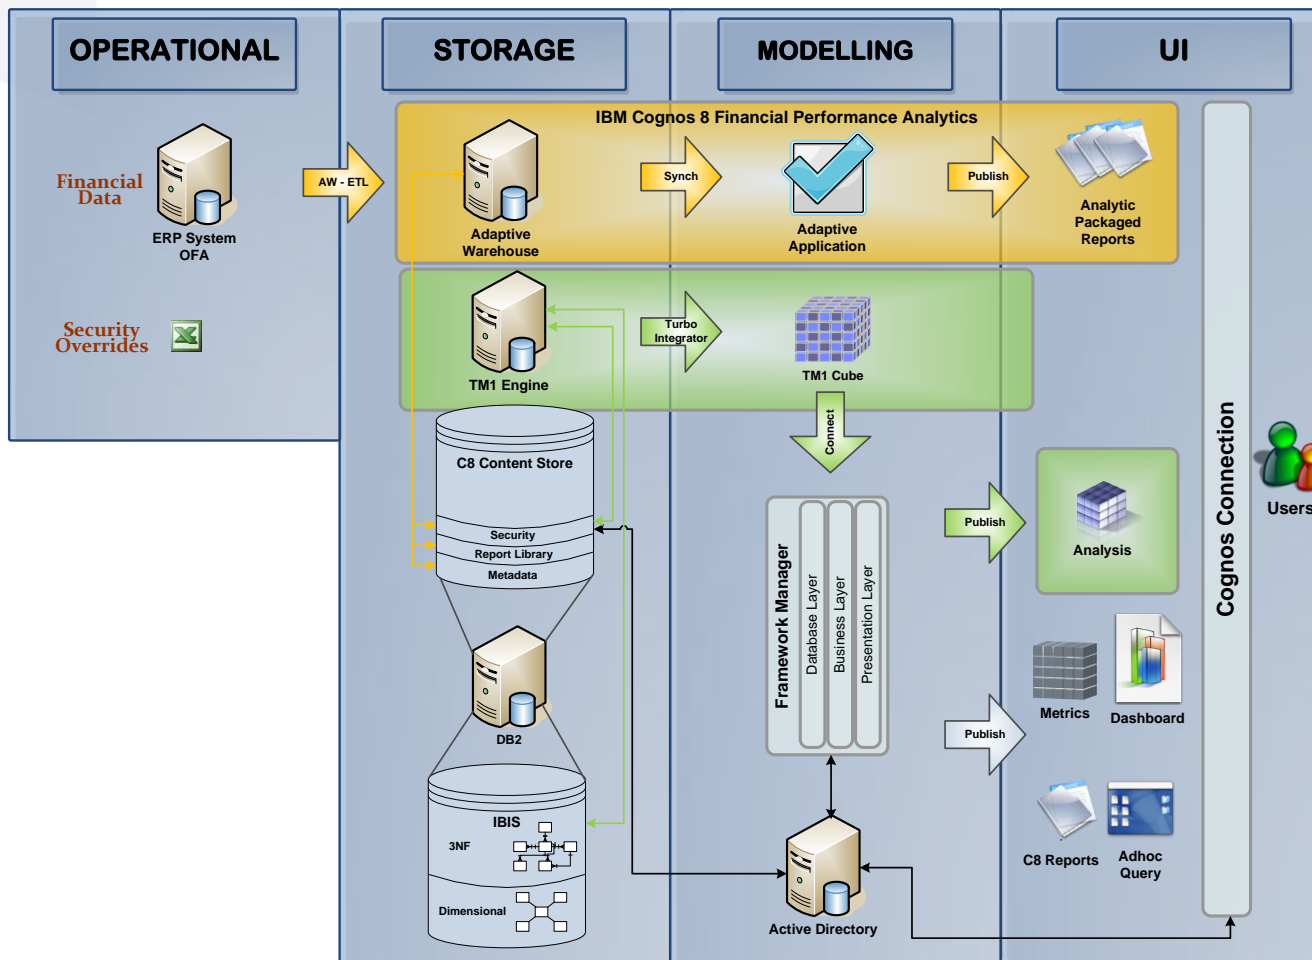 OPERATIONAL
STORAGE
MODELLING
UI
IBM Cognos 8 Financial Performance Analytics
Financial
Data
ERP System
OFA
AW - ETL
Adaptive
Warehouse
Synch
Adaptive
Application
Publish
Analytic
Packaged
Reports
Security
Overrides
TM1 Engine
Turbo
Integrator
TM1 Cube
Connect
C8 Content Store
Security
Report Library
Metadata
Framework Manager
Database Layer
Business Layer
Presentation Layer
Publish
Analysis
Cognos Connection
Users
DB2
Publish
Metrics
Dashboard
IBIS
3NF
Dimensional
Active Directory
C8 Reports
Adhoc
Query